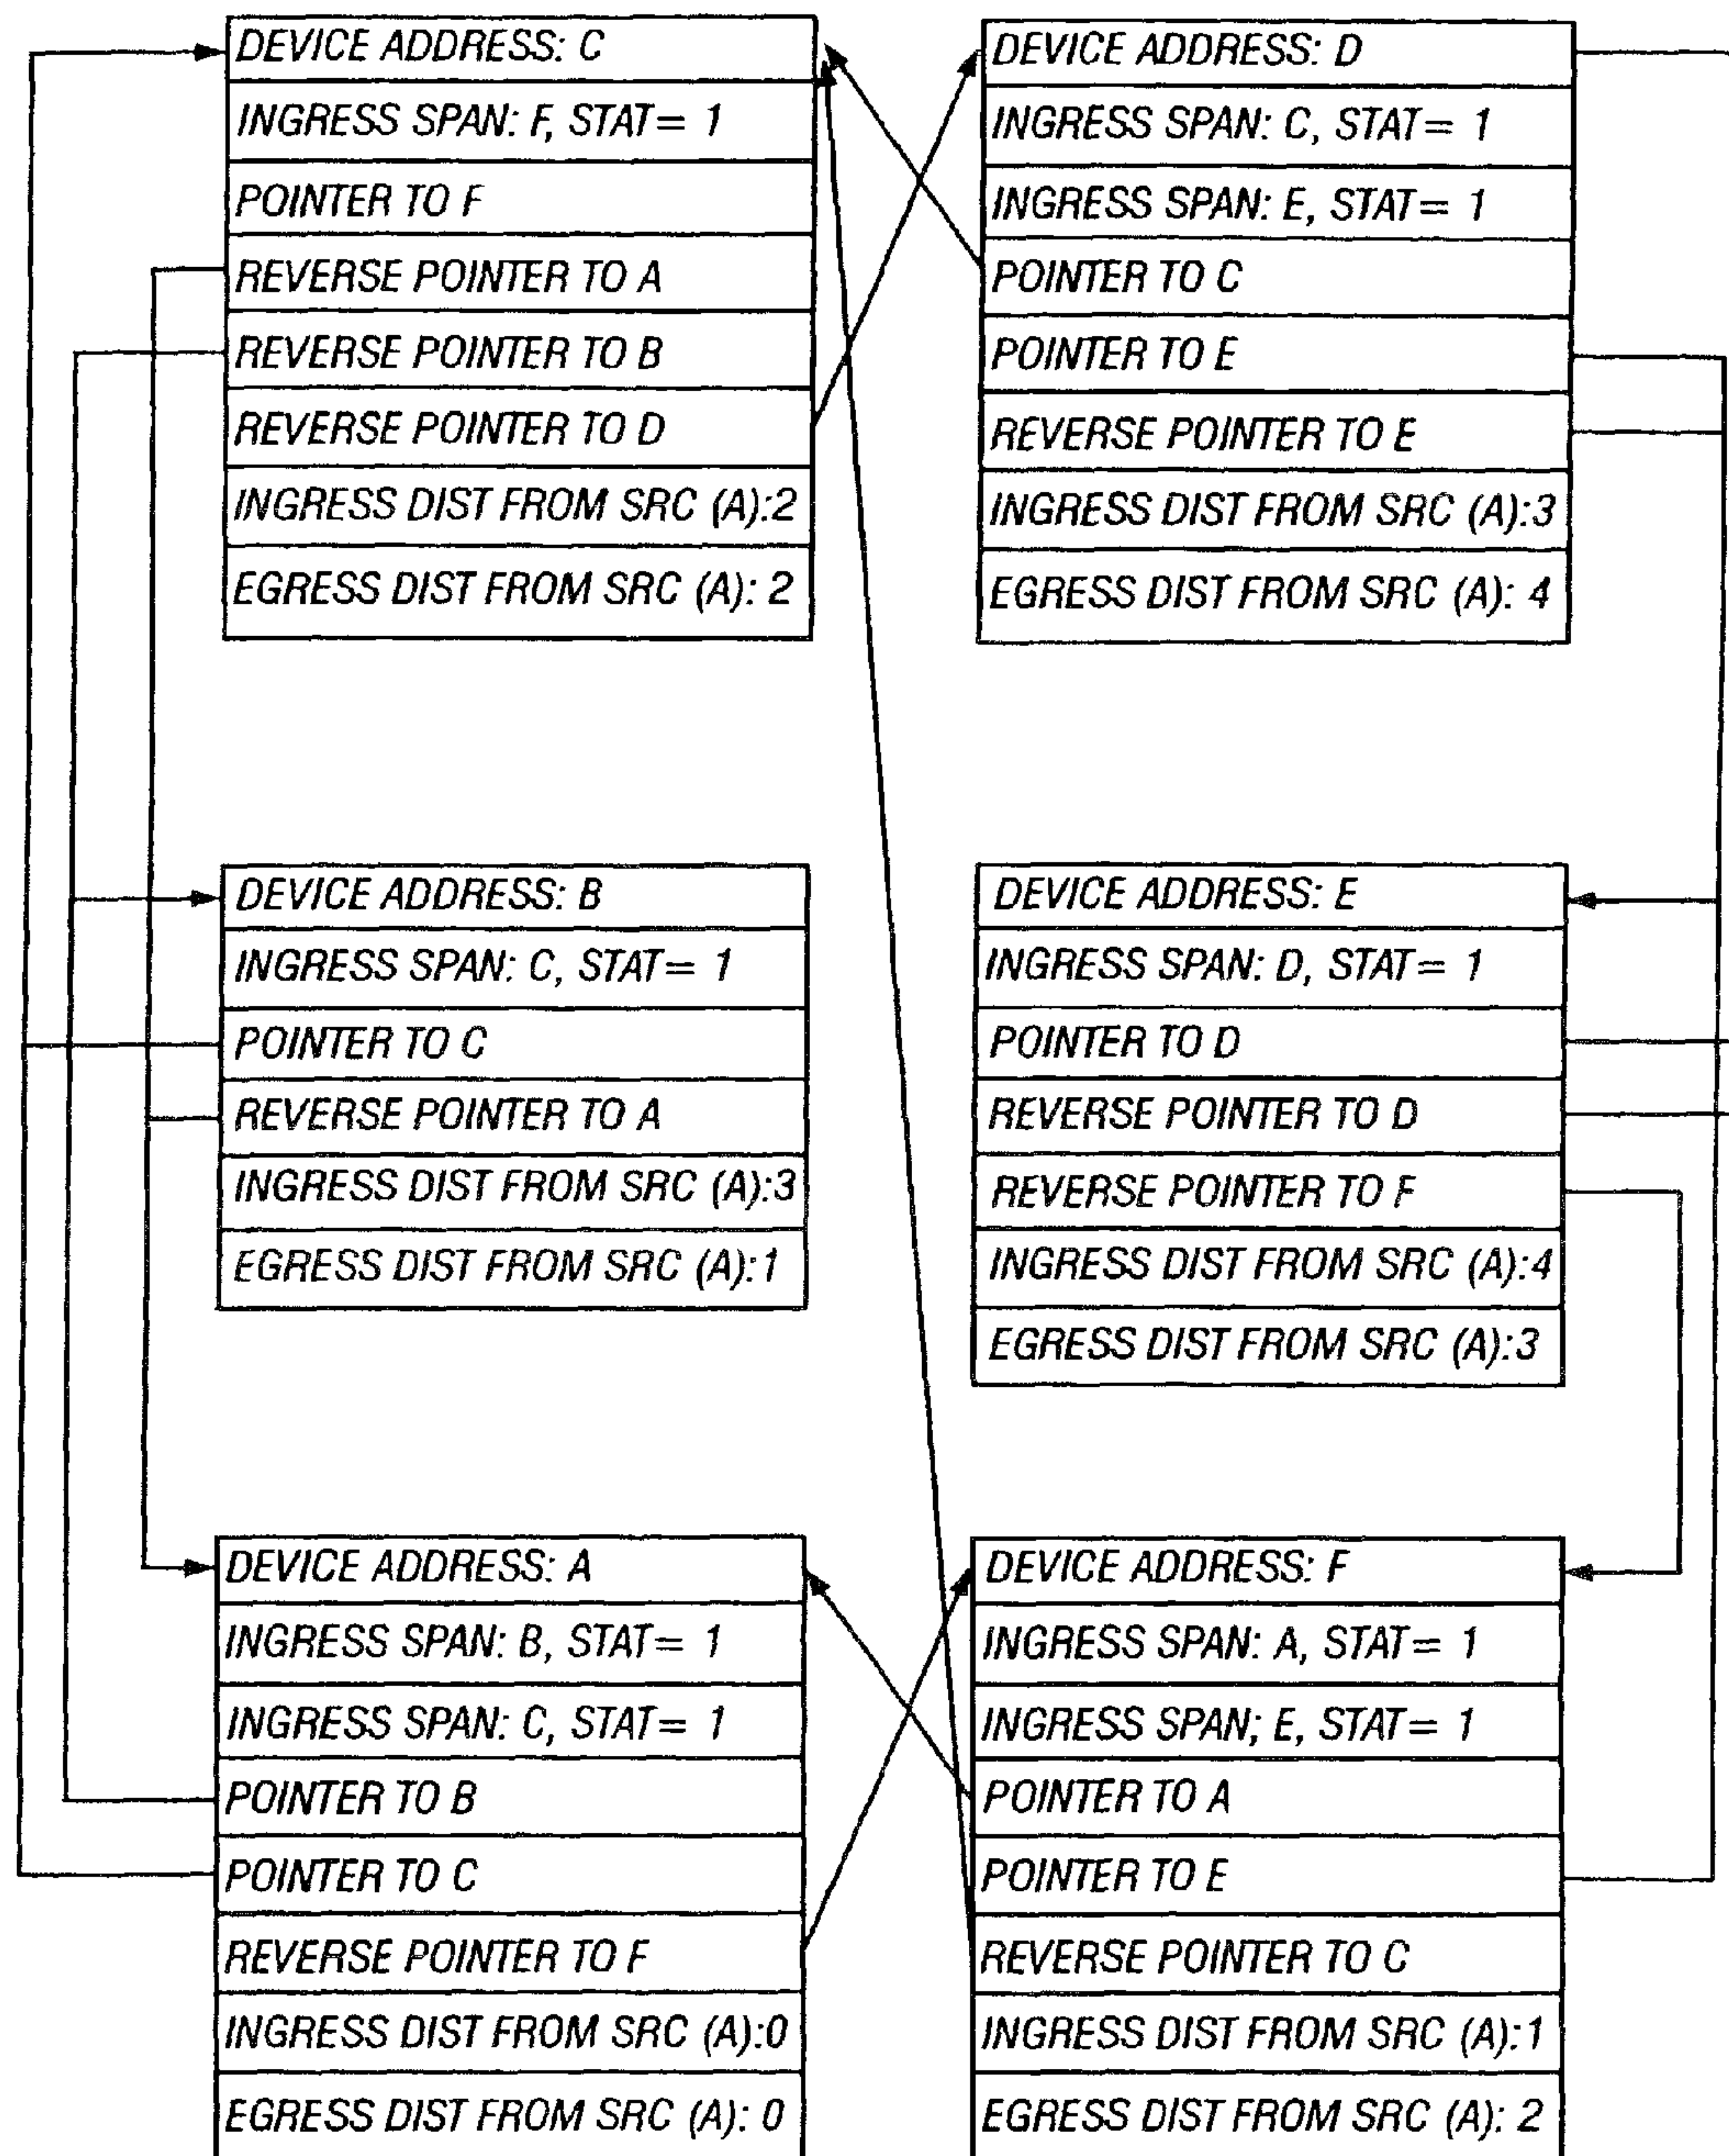 DEVICE ADDRESS: C
INGRESS SPAN: F, STAT= 1
POINTER TO F
REVERSE POINTER TO A
REVERSE POINTER TO B
REVERSE POINTER TO D
INGRESS DIST FROM SRC (A):2
EGRESS DIST FROM SRC (A): 2
DEVICE ADDRESS: D
INGRESS SPAN: C, STAT= 1
INGRESS SPAN: E, STAT= 1
POINTER TO C
POINTER TO E
REVERSE POINTER TO E
INGRESS DIST FROM SRC (A):3
EGRESS DIST FROM SRC (A): 4
DEVICE ADDRESS: B
INGRESS SPAN: C, STAT= 1
POINTER TO C
REVERSE POINTER TO A
INGRESS DIST FROM SRC (A):3
EGRESS DIST FROM SRC (A):1
DEVICE ADDRESS: E
INGRESS SPAN: D, STAT= 1
POINTER TO D
REVERSE POINTER TO D
REVERSE POINTER TO F
INGRESS DIST FROM SRC (A):4
EGRESS DIST FROM SRC (A):3
DEVICE ADDRESS: A
INGRESS SPAN: B, STAT= 1
INGRESS SPAN: C, STAT= 1
POINTER TO B
POINTER TO C
REVERSE POINTER TO F
INGRESS DIST FROM SRC (A):0
EGRESS DIST FROM SRC (A): 0
DEVICE ADDRESS: F
INGRESS SPAN: A, STAT= 1
INGRESS SPAN; E, STAT= 1
POINTER TO A
POINTER TO E
REVERSE POINTER TO C
INGRESS DIST FROM SRC (A):1
EGRESS DIST FROM SRC (A): 2